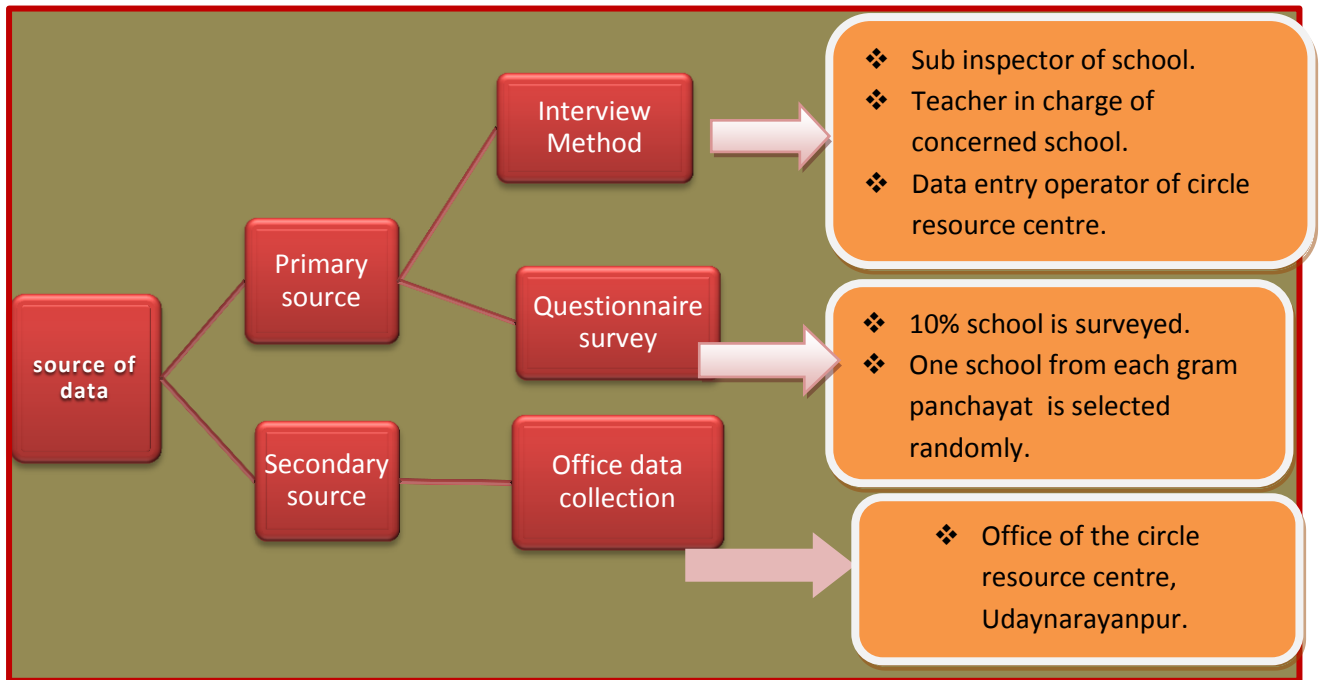 source of
data
Primary
source
Secondary
source
Interview
Method
Questionnaire
survey
Office data
collection
❖ Sub inspector of school.
❖ Teacher in charge of
concerned school.
❖ Data entry operator of circle
resource centre.
❖ 10% school is surveyed.
❖ One school from each gram
panchayat is selected
randomly.
❖ Office of the circle
resource centre,
Udaynarayanpur.